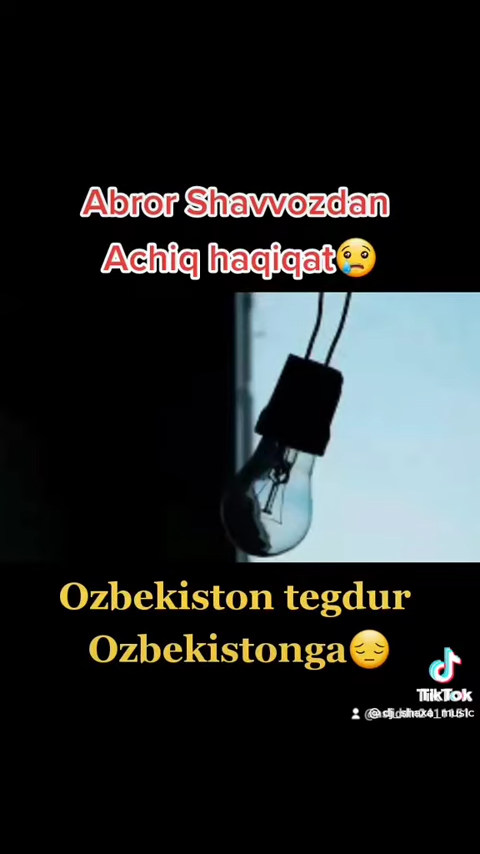 Abror Shavvozdan
Achiq haqiqat😢
Ozbekiston tegdur
Ozbekistonga😔
TikTok